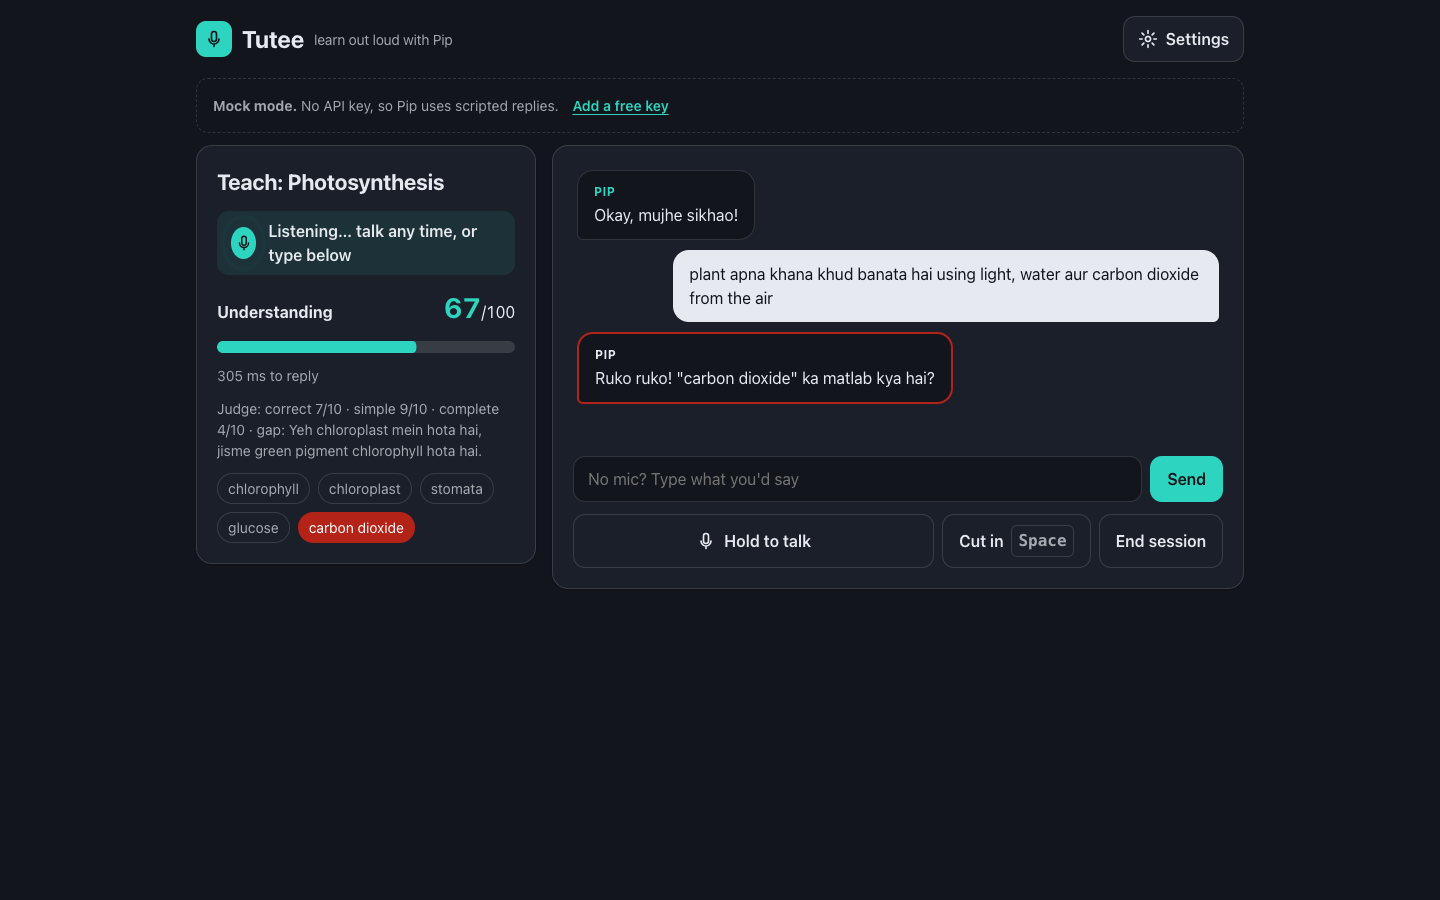 Tutee learn out loud with Pip
Settings
Mock mode. No API key, so Pip uses scripted replies. Add a free key
Teach: Photosynthesis
Listening... talk any time, or
type below
Understanding 67/100
305 ms to reply
Judge: correct 7/10 · simple 9/10 · complete
4/10 · gap: Yeh chloroplast mein hota hai,
jisme green pigment chlorophyll hota hai.
chlorophyll chloroplast stomata
glucose carbon dioxide
PIP
Okay, mujhe sikhao!
plant apna khana khud banata hai using light, water aur carbon dioxide
from the air
PIP
Ruko ruko! "carbon dioxide" ka matlab kya hai?
No mic? Type what you'd say
Send
Hold to talk
Cut in Space
End session